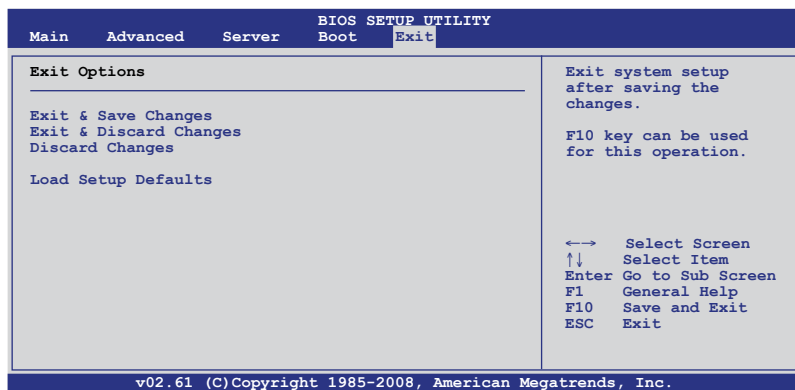 BIOS SETUP UTILITY
Main Advanced Server Boot Exit
Exit Options
Exit & Save Changes
Exit & Discard Changes
Discard Changes
Load Setup Defaults
Exit system setup
after saving the
changes.
F10 key can be used
for this operation.
←→ Select Screen
↑↓ Select Item
Enter Go to Sub Screen
F1 General Help
F10 Save and Exit
ESC Exit
v02.61 (C)Copyright 1985-2008, American Megatrends, Inc.